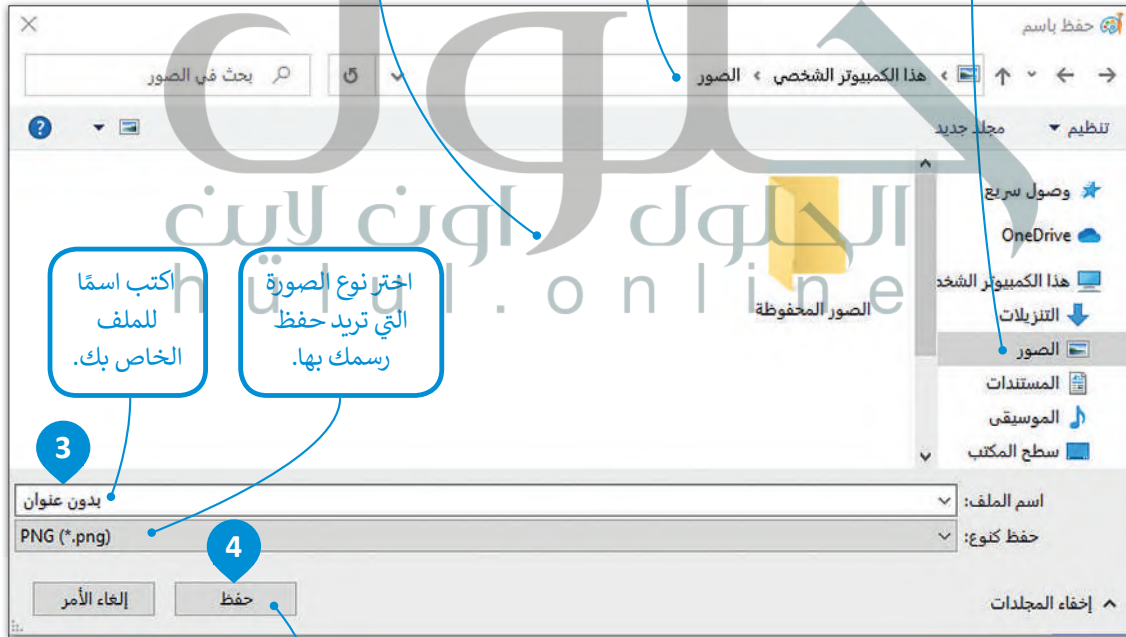 حفظ باسم
هذا الكمبيوتر الشخصي › الصور
بحث في الصور
تنظيم
مجلد جديد
وصول سريع
OneDrive
هذا الكمبيوتر الشخصد
التنزيلات
الصور
المستندات
الموسيقى
سطح المكتب
الصور المحفوظة
حلول
الحلول اون لاين
hulul.online
اختر نوع الصورة
التي تريد حفظ
رسمك بها.
اكتب اسمًا
للملف
الخاص بك.
3
اسم الملف: بدون عنوان
حفظ كنوع: PNG (*.png)
4
حفظ
إلغاء الأمر
إخفاء المجلدات